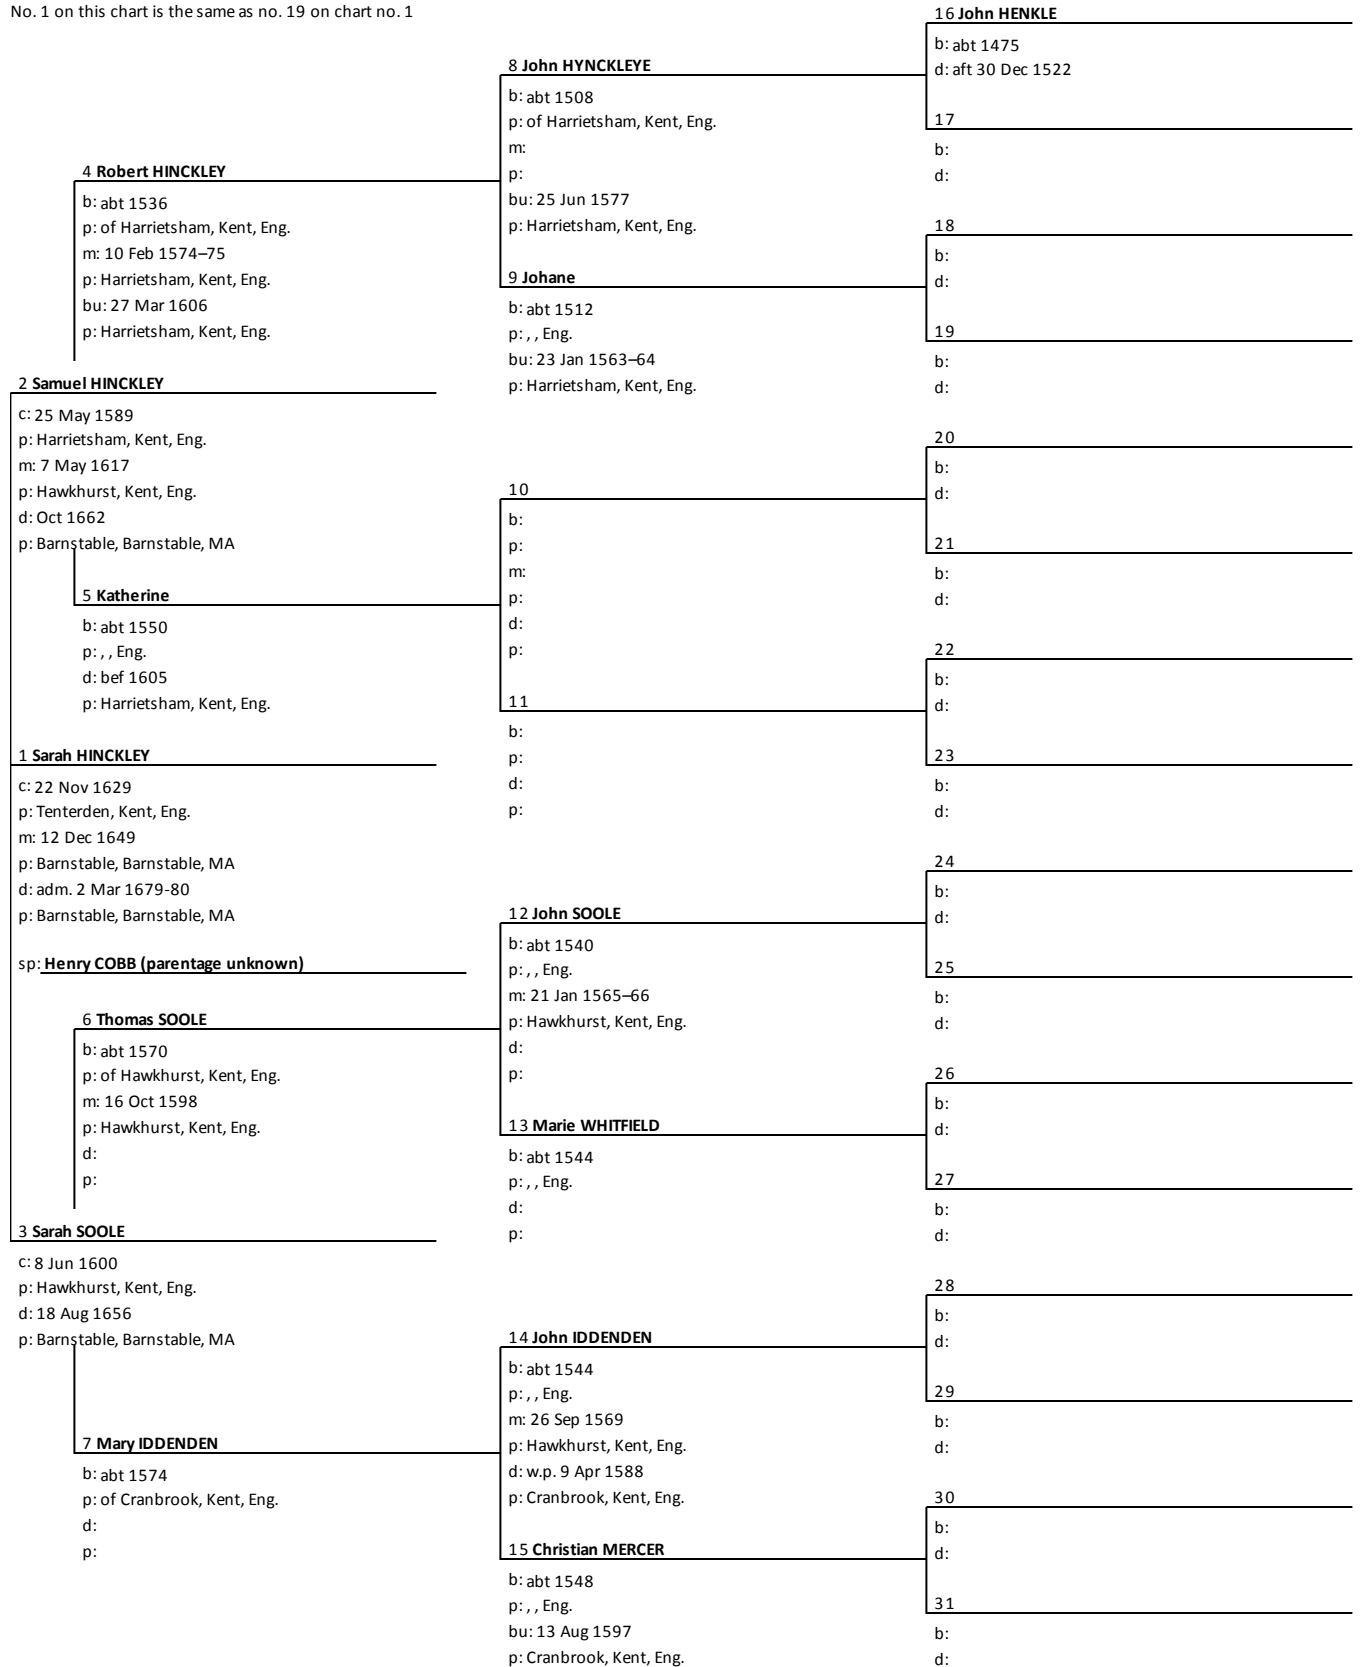 No. 1 on this chart is the same as no. 19 on chart no. 1
4 Robert HINCKLEY
b: abt 1536
p: of Harrietsham, Kent, Eng.
m: 10 Feb 1574–75
p: Harrietsham, Kent, Eng.
bu: 27 Mar 1606
p: Harrietsham, Kent, Eng.
2 Samuel HINCKLEY
c: 25 May 1589
p: Harrietsham, Kent, Eng.
m: 7 May 1617
p: Hawkhurst, Kent, Eng.
d: Oct 1662
p: Barnstable, Barnstable, MA
5 Katherine
b: abt 1550
p: , , Eng.
d: bef 1605
p: Harrietsham, Kent, Eng.
1 Sarah HINCKLEY
c: 22 Nov 1629
p: Tenterden, Kent, Eng.
m: 12 Dec 1649
p: Barnstable, Barnstable, MA
d: adm. 2 Mar 1679-80
p: Barnstable, Barnstable, MA
sp: Henry COBB (parentage unknown)
6 Thomas SOOLE
b: abt 1570
p: of Hawkhurst, Kent, Eng.
m: 16 Oct 1598
p: Hawkhurst, Kent, Eng.
d:
p:
3 Sarah SOOLE
c: 8 Jun 1600
p: Hawkhurst, Kent, Eng.
d: 18 Aug 1656
p: Barnstable, Barnstable, MA
7 Mary IDDENDEN
b: abt 1574
p: of Cranbrook, Kent, Eng.
d:
p:
8 John HYNCKLEYE
b: abt 1508
p: of Harrietsham, Kent, Eng.
m:
p:
bu: 25 Jun 1577
p: Harrietsham, Kent, Eng.
9 Johane
b: abt 1512
p: , , Eng.
bu: 23 Jan 1563–64
p: Harrietsham, Kent, Eng.
10
b:
p:
m:
p:
d:
p:
11
b:
p:
d:
p:
12 John SOOLE
b: abt 1540
p: , , Eng.
m: 21 Jan 1565–66
p: Hawkhurst, Kent, Eng.
d:
p:
13 Marie WHITFIELD
b: abt 1544
p: , , Eng.
d:
p:
14 John IDDENDEN
b: abt 1544
p: , , Eng.
m: 26 Sep 1569
p: Hawkhurst, Kent, Eng.
d: w.p. 9 Apr 1588
p: Cranbrook, Kent, Eng.
15 Christian MERCER
b: abt 1548
p: , , Eng.
bu: 13 Aug 1597
p: Cranbrook, Kent, Eng.
16 John HENKLE
b: abt 1475
d: aft 30 Dec 1522
17
b:
d:
18
b:
d:
19
b:
d:
20
b:
d:
21
b:
d:
22
b:
d:
23
b:
d:
24
b:
d:
25
b:
d:
26
b:
d:
27
b:
d:
28
b:
d:
29
b:
d:
30
b:
d:
31
b:
d: